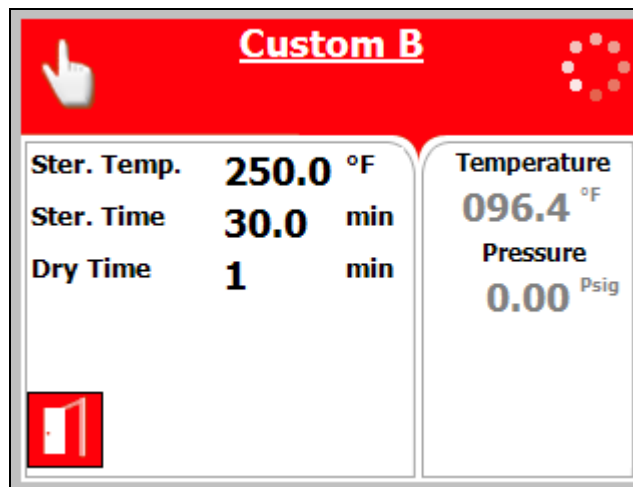 Custom B
Ster. Temp. 250.0 °F
Ster. Time 30.0 min
Dry Time 1 min
Temperature
096.4 °F
Pressure
0.00 Psig